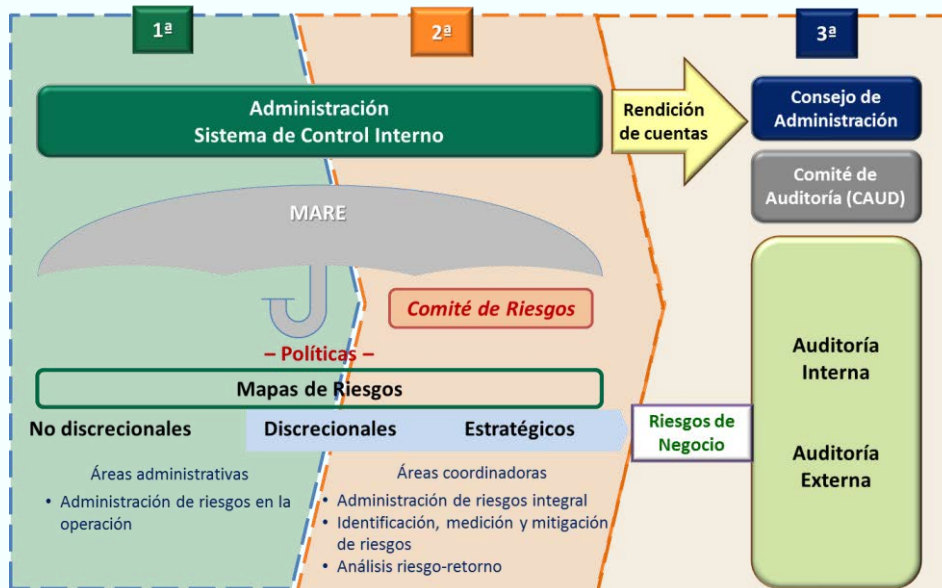 1ª
2ª
3ª
Administración
Sistema de Control Interno
Rendición
de cuentas
Consejo de
Administración
Comité de
Auditoría (CAUD)
MARE
Comité de Riesgos
– Políticas –
Mapas de Riesgos
No discrecionales
Discrecionales
Estratégicos
Riesgos de
Negocio
Auditoría
Interna
Auditoría
Externa
Áreas administrativas
• Administración de riesgos en la
operación
Áreas coordinadoras
• Administración de riesgos integral
• Identificación, medición y mitigación
de riesgos
• Análisis riesgo-retorno